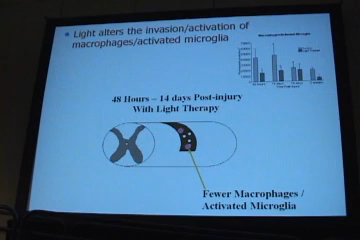 Light alters the invasion/activation of
macrophages/activated microglia
48 Hours – 14 days Post-injury
With Light Therapy
Fewer Macrophages /
Activated Microglia